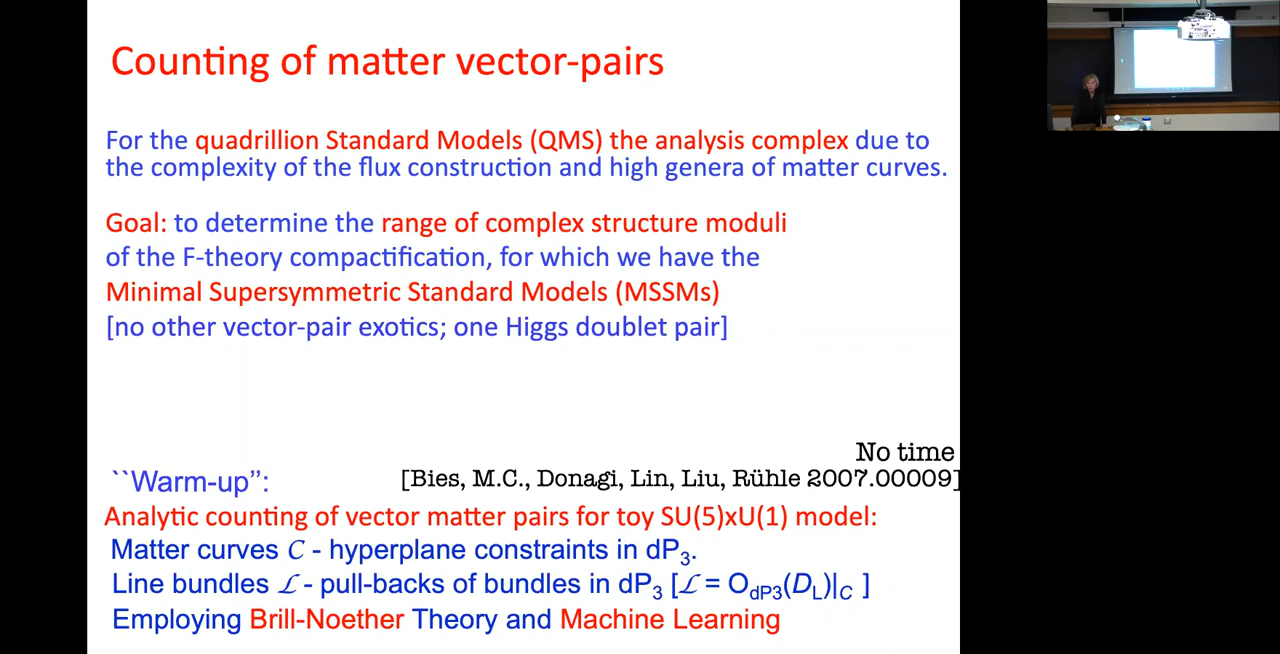 Counting of matter vector-pairs
For the quadrillion Standard Models (QMS) the analysis complex due to
the complexity of the flux construction and high genera of matter curves.
Goal: to determine the range of complex structure moduli
of the F-theory compactification, for which we have the
Minimal Supersymmetric Standard Models (MSSMs)
[no other vector-pair exotics; one Higgs doublet pair]
No time
``Warm-up’’: [Bies, M.C., Donagi, Lin, Liu, Rühle 2007.00009]
Analytic counting of vector matter pairs for toy SU(5)xU(1) model:
Matter curves C - hyperplane constraints in dP₃.
Line bundles ℒ - pull-backs of bundles in dP₃ [ℒ = O_dP3(D_L)|_C ]
Employing Brill-Noether Theory and Machine Learning